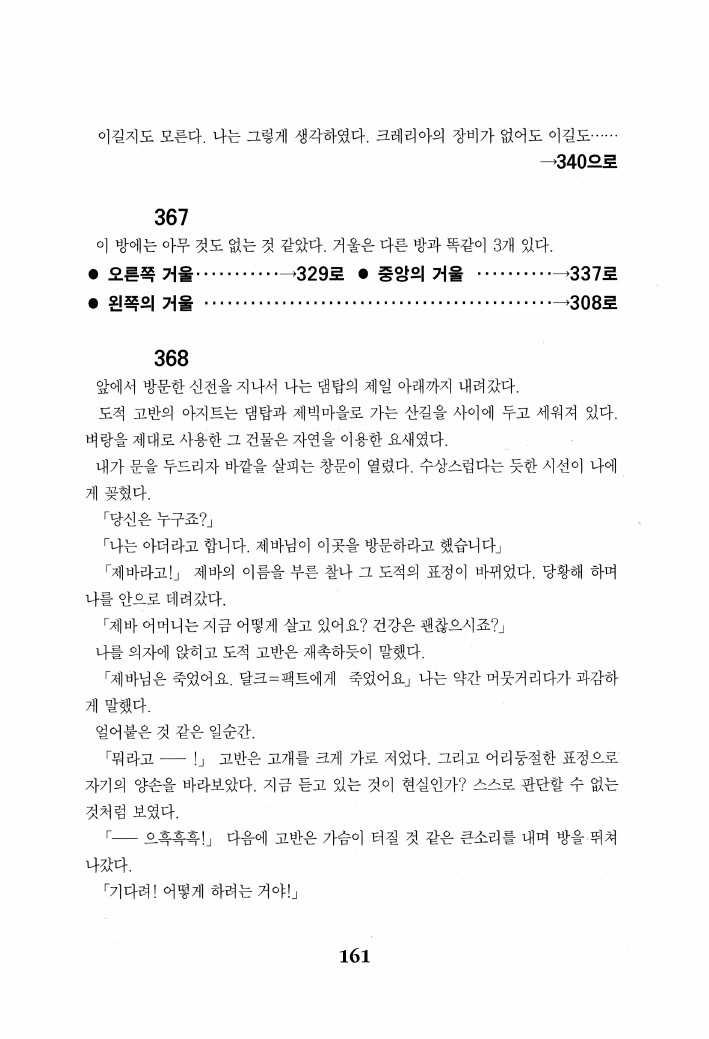 이길지도 모른다. 나는 그렇게 생각하였다. 크레리아의 장비가 없어도 이길도……
→340으로
367
이 방에는 아무 것도 없는 것 같았다. 거울은 다른 방과 똑같이 3개 있다.
● 오른쪽 거울···········→329로 ● 중앙의 거울 ··········→337로
● 왼쪽의 거울 ·············································→308로
368
앞에서 방문한 신전을 지나서 나는 댐탑의 제일 아래까지 내려갔다.
도적 고반의 아지트는 댐탑과 제빅마을로 가는 산길을 사이에 두고 세워져 있다.
벼랑을 제대로 사용한 그 건물은 자연을 이용한 요새였다.
내가 문을 두드리자 바깥을 살피는 창문이 열렸다. 수상스럽다는 듯한 시선이 나에
게 꽂혔다.
「당신은 누구죠?」
「나는 아더라고 합니다. 제바님이 이곳을 방문하라고 했습니다」
「제바라고!」 제바의 이름을 부른 찰나 그 도적의 표정이 바뀌었다. 당황해 하며
나를 안으로 데려갔다.
「제바 어머니는 지금 어떻게 살고 있어요? 건강은 괜찮으시죠?」
나를 의자에 앉히고 도적 고반은 재촉하듯이 말했다.
「제바님은 죽었어요. 달크=팩트에게 죽었어요」 나는 약간 머뭇거리다가 과감하
게 말했다.
얼어붙은 것 같은 일순간.
「뭐라고 ── !」 고반은 고개를 크게 가로 저었다. 그리고 어리둥절한 표정으로
자기의 양손을 바라보았다. 지금 듣고 있는 것이 현실인가? 스스로 판단할 수 없는
것처럼 보였다.
「── 으흑흑흑!」 다음에 고반은 가슴이 터질 것 같은 큰소리를 내며 방을 뛰쳐
나갔다.
「기다려! 어떻게 하려는 거야!」
161